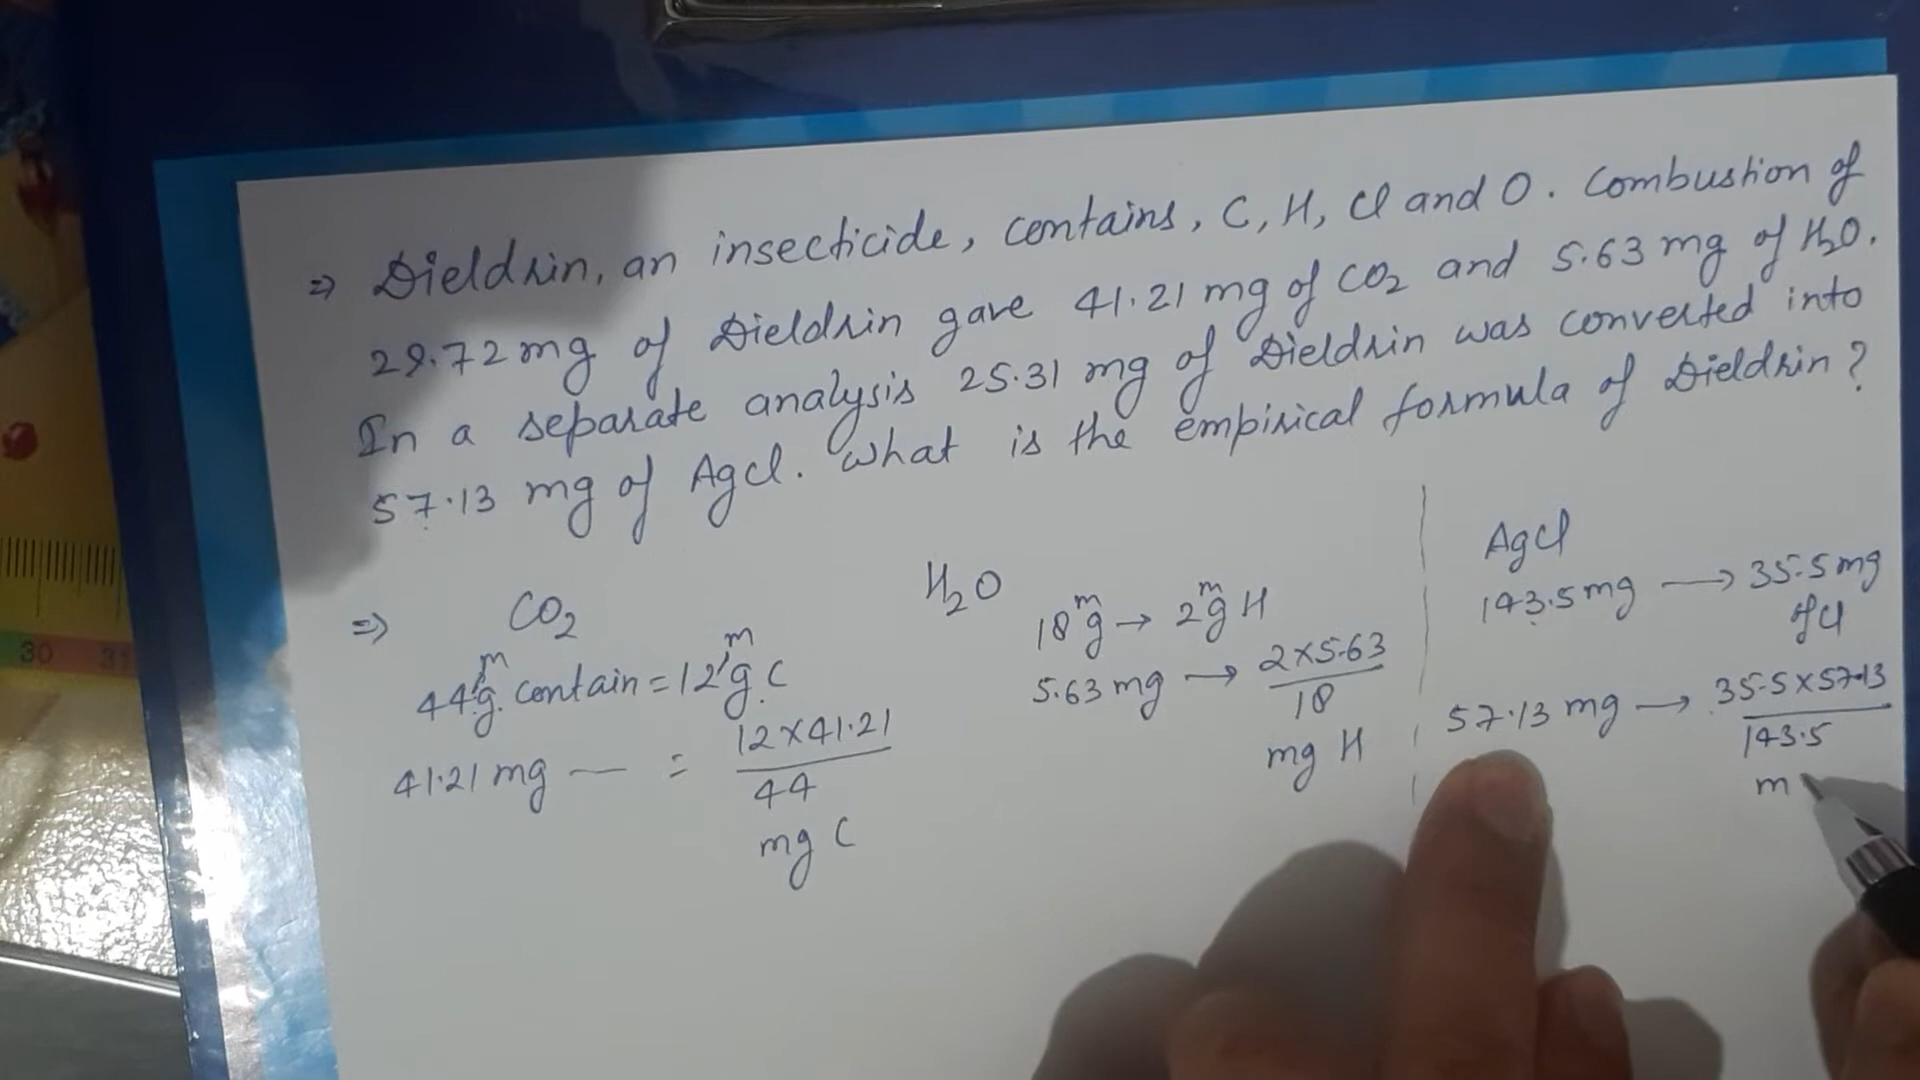 ⇒ Dieldrin, an insecticide, contains, C, H, Cl and O. Combustion of
29.72 mg of Dieldrin gave 41.21 mg of CO₂ and 5.63 mg of H₂O.
In a separate analysis 25.31 mg of Dieldrin was converted into
57.13 mg of AgCl. What is the empirical formula of Dieldrin?
⇒ CO₂
44 mg contain = 12 mg C
41.21 mg — = 12×41.21
44
mg C
H₂O
18 mg → 2 mg H
5.63 mg → 2×5.63
18
mg H
AgCl
143.5 mg → 35.5 mg
of Cl
57.13 mg → 35.5×57.13
143.5
m
30 31